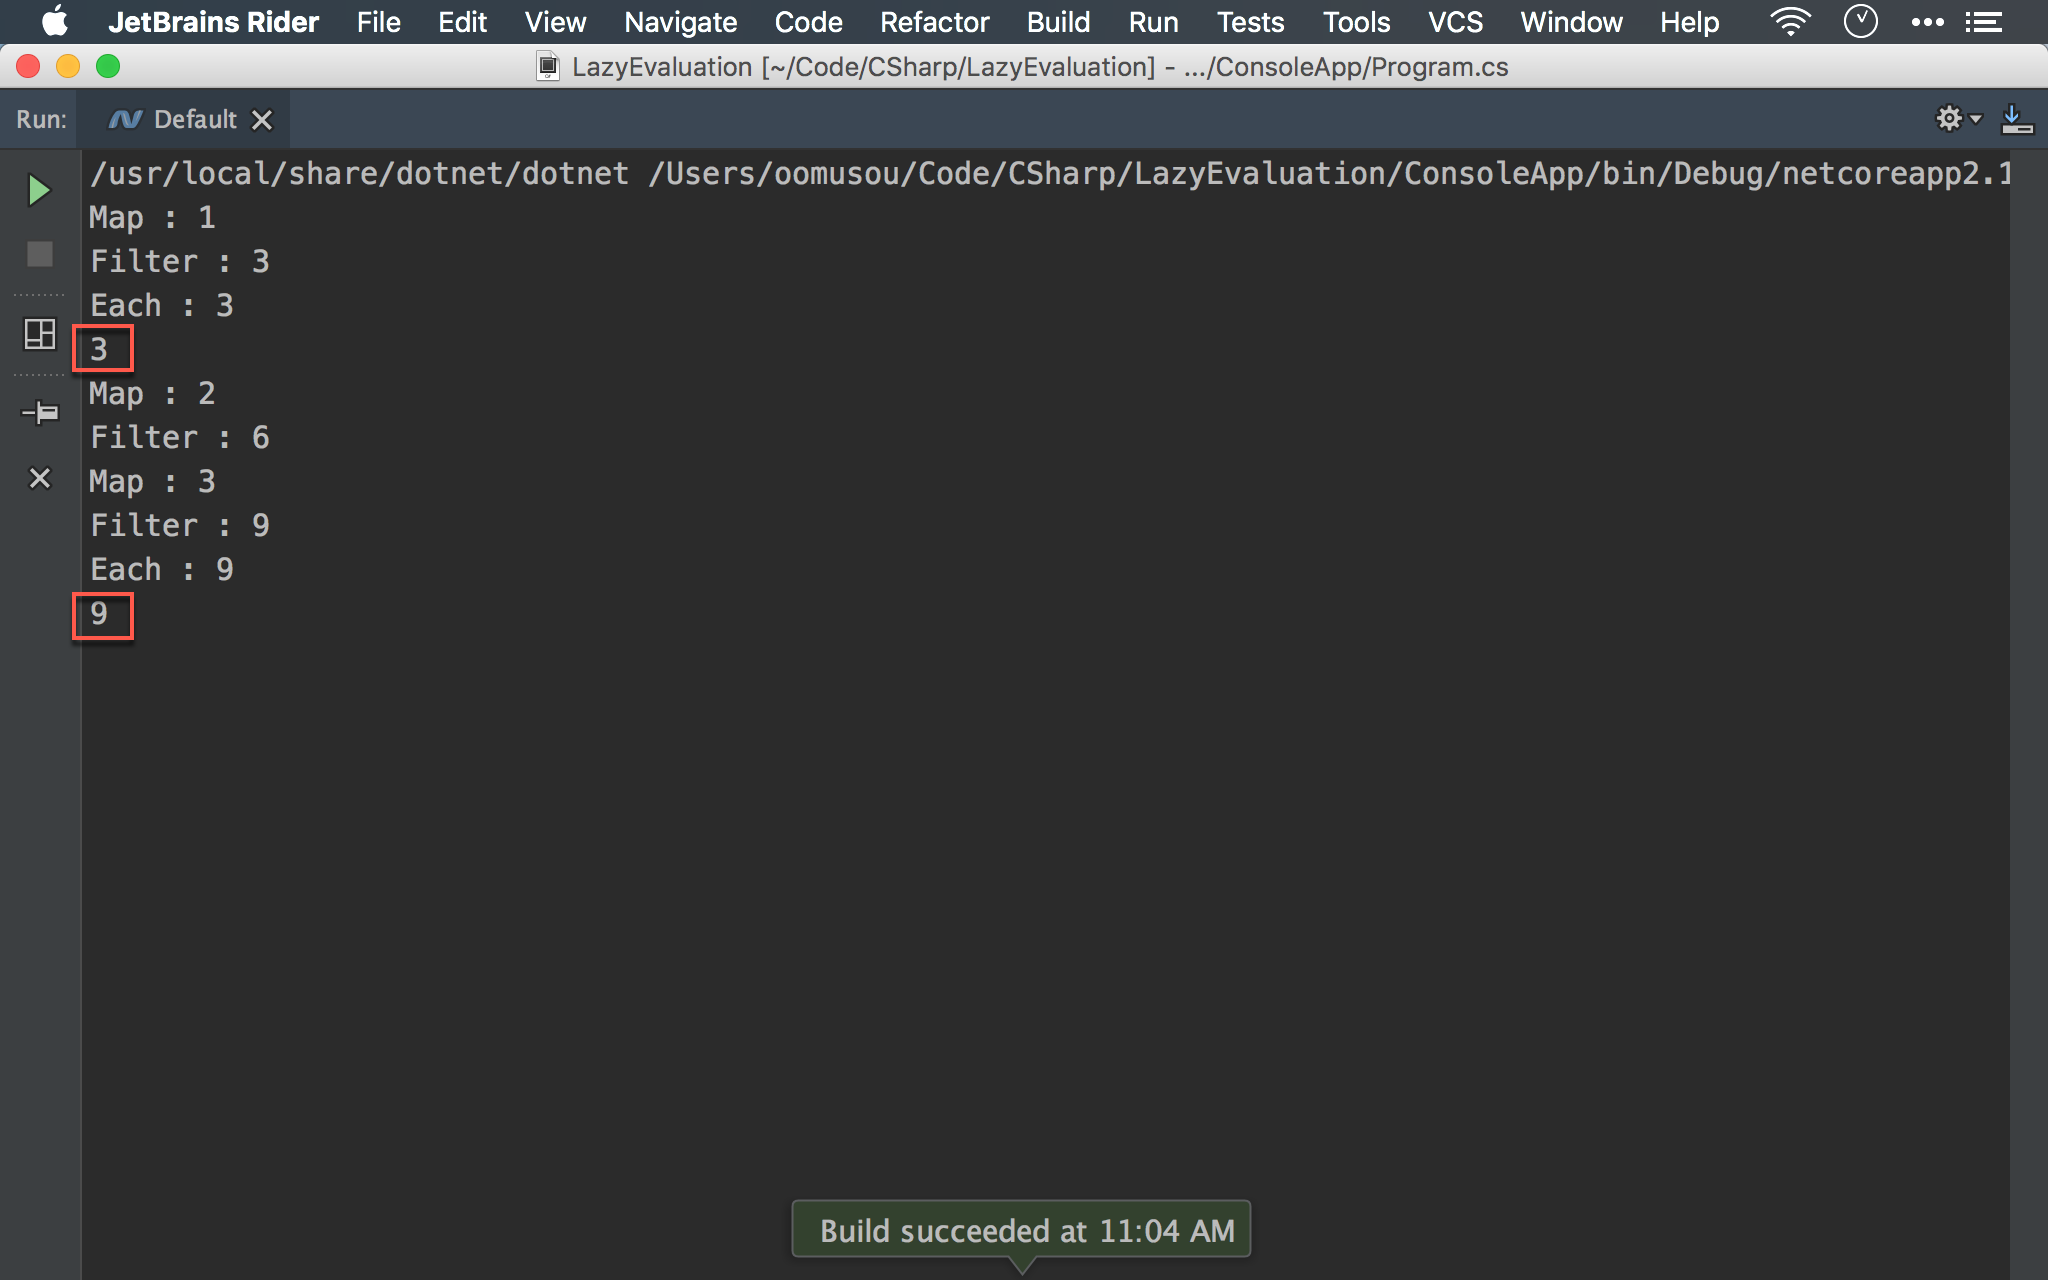 JetBrains Rider File Edit View Navigate Code Refactor Build Run Tests Tools VCS Window Help
LazyEvaluation [~/Code/CSharp/LazyEvaluation] - .../ConsoleApp/Program.cs
Run: Default
/usr/local/share/dotnet/dotnet /Users/oomusou/Code/CSharp/LazyEvaluation/ConsoleApp/bin/Debug/netcoreapp2.1
Map : 1
Filter : 3
Each : 3
3
Map : 2
Filter : 6
Map : 3
Filter : 9
Each : 9
9
Build succeeded at 11:04 AM